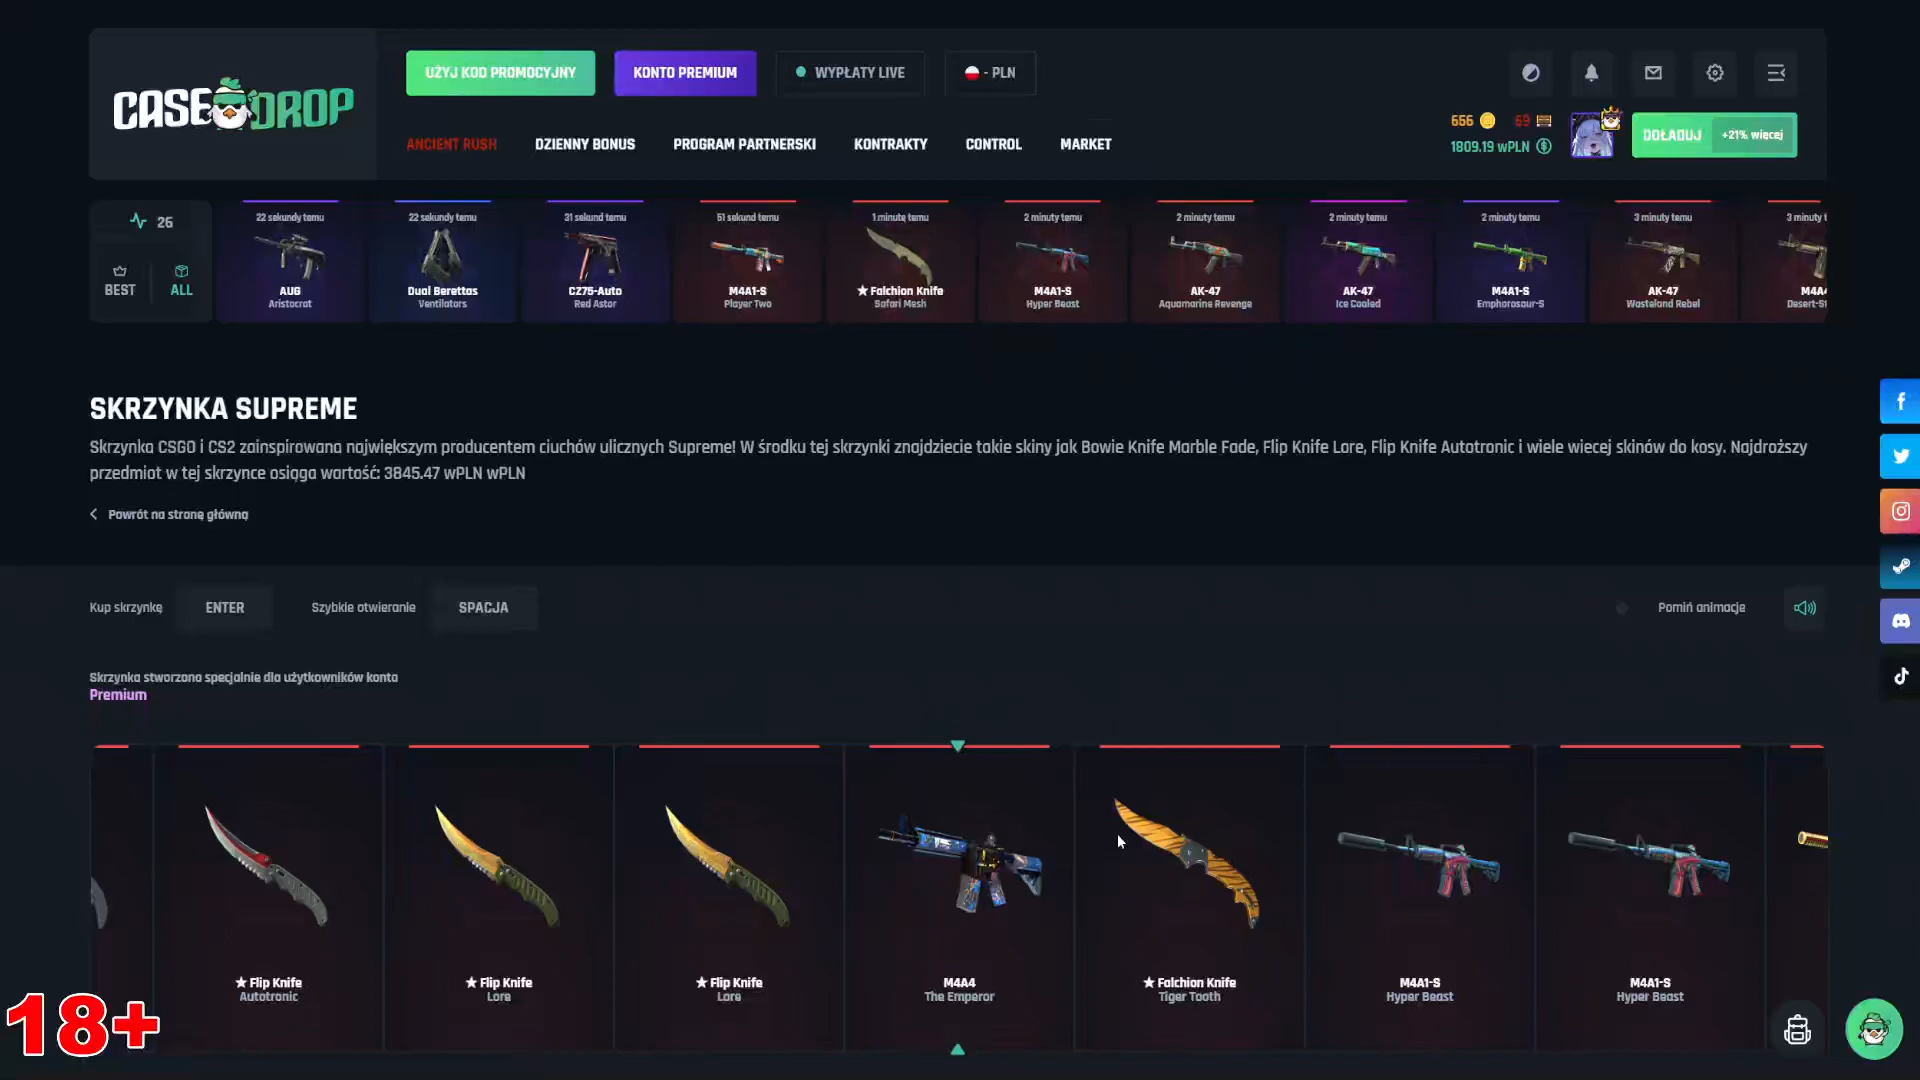 CASE DROP
UŻYJ KOD PROMOCYJNY
KONTO PREMIUM
WYPŁATY LIVE
- PLN
656
69
1809.19 wPLN
DOŁADUJ
+21% więcej
ANCIENT RUSH
DZIENNY BONUS
PROGRAM PARTNERSKI
KONTRAKTY
CONTROL
MARKET
26
BEST
ALL
22 sekundy temu
AUG
Aristocrat
22 sekundy temu
Dual Berettas
Ventilators
31 sekund temu
CZ75-Auto
Red Astor
51 sekund temu
M4A1-S
Player Two
1 minutę temu
★ Falchion Knife
Safari Mesh
2 minuty temu
M4A1-S
Hyper Beast
2 minuty temu
AK-47
Aquamarine Revenge
2 minuty temu
AK-47
Ice Coaled
2 minuty temu
M4A1-S
Emphorosaur-S
3 minuty temu
AK-47
Wasteland Rebel
3 minuty t
M4A4
Desert-St
SKRZYNKA SUPREME
Skrzynka CSGO i CS2 zainspirowana największym producentem ciuchów ulicznych Supreme! W środku tej skrzynki znajdziecie takie skiny jak Bowie Knife Marble Fade, Flip Knife Lore, Flip Knife Autotronic i wiele wiecej skinów do kosy. Najdroższy
przedmiot w tej skrzynce osiąga wartość: 3845.47 wPLN wPLN
Powrót na stronę główną
Kup skrzynkę
ENTER
Szybkie otwieranie
SPACJA
Pomiń animacje
Skrzynka stworzona specjalnie dla użytkowników konta
Premium
★ Flip Knife
Autotronic
★ Flip Knife
Lore
★ Flip Knife
Lore
M4A4
The Emperor
★ Falchion Knife
Tiger Tooth
M4A1-S
Hyper Beast
M4A1-S
Hyper Beast
18+